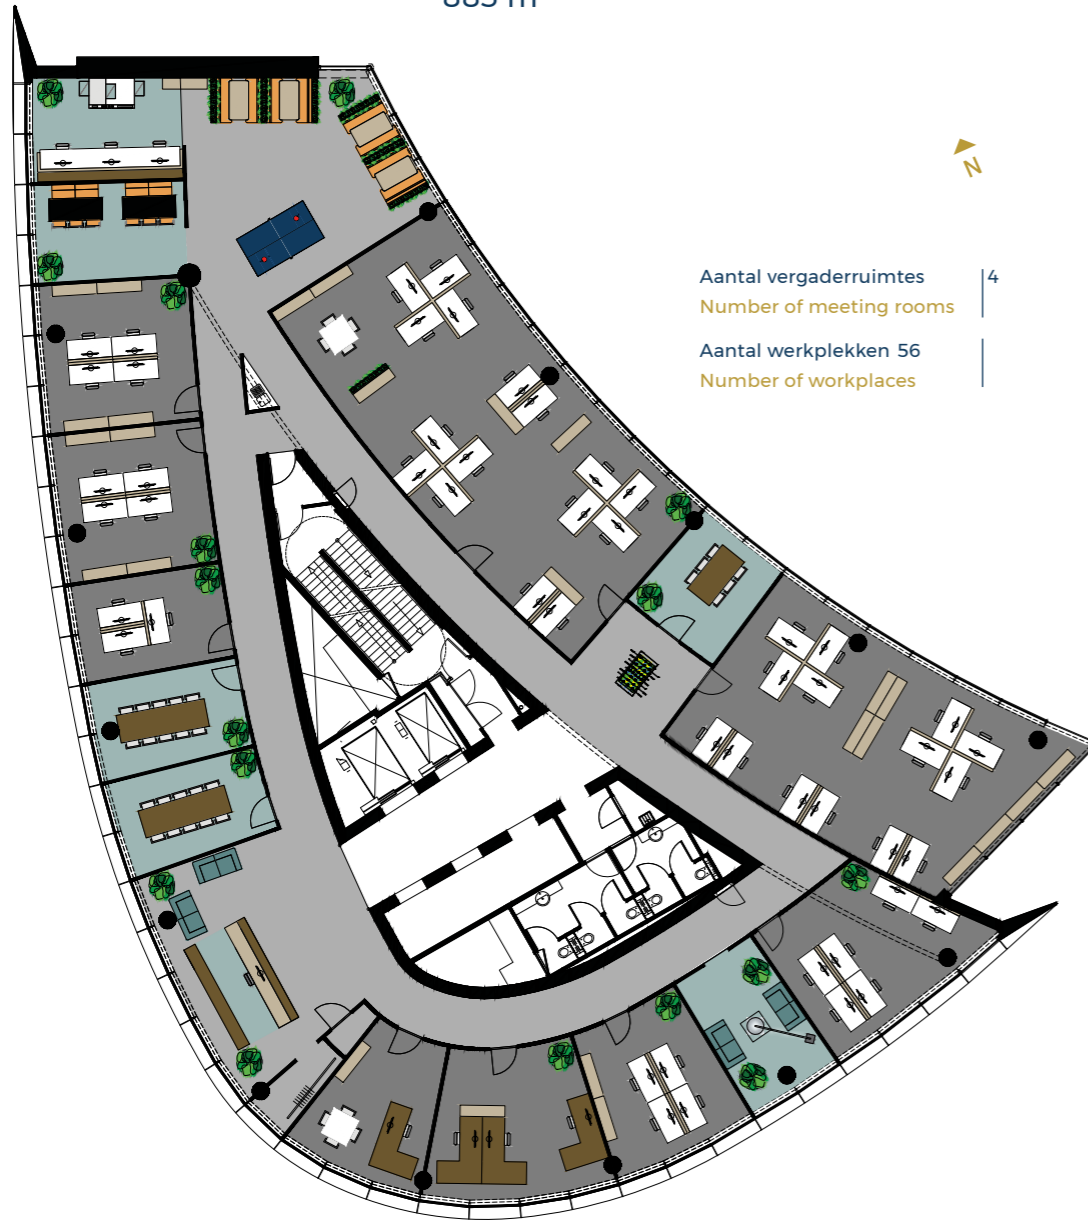 N
Aantal vergaderruimtes 4
Number of meeting rooms
Aantal werkplekken 56
Number of workplaces